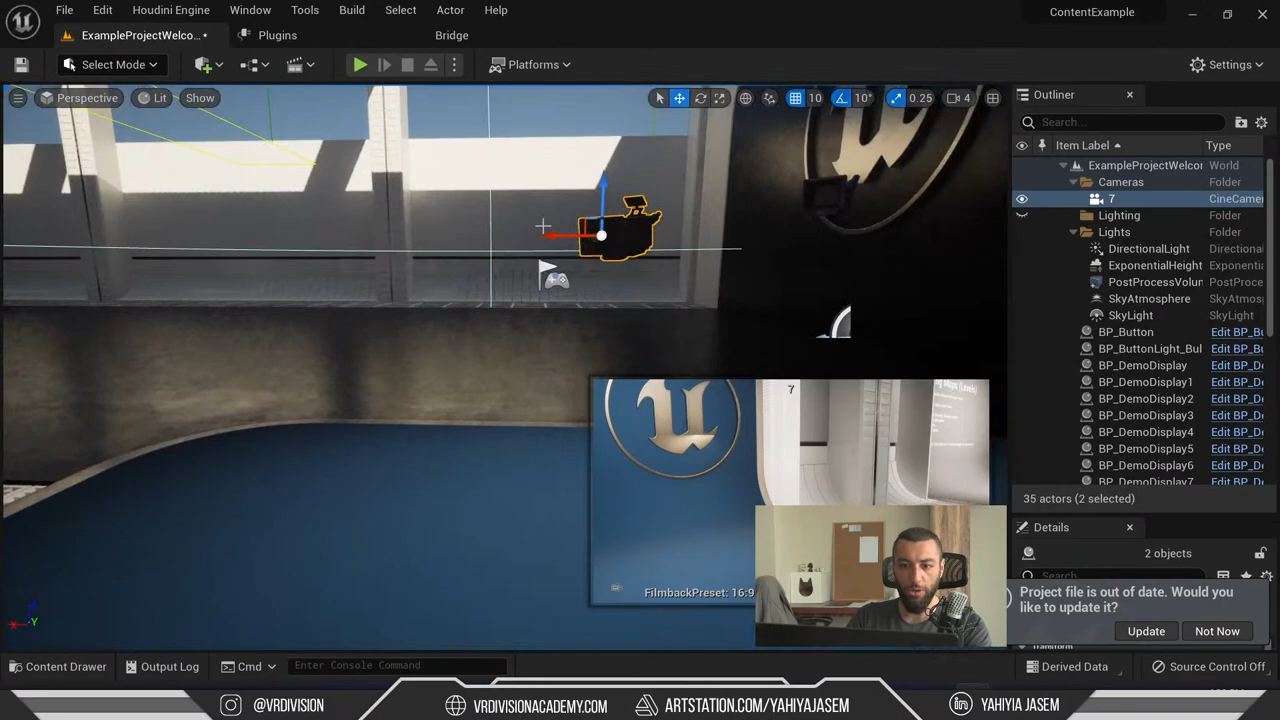 File Edit Houdini Engine Window Tools Build Select Actor Help
ContentExample
ExampleProjectWelco... •
Plugins
Bridge
Select Mode
Platforms
Settings
Perspective
Lit
Show
10
10°
0.25
4
Outliner
Search...
Item Label
Type
ExampleProjectWelcon
World
Cameras
Folder
7
CineCamer
Lighting
Folder
Lights
Folder
DirectionalLight
Directional
ExponentialHeight
Exponentia
PostProcessVolun
PostProce
SkyAtmosphere
SkyAtmos
SkyLight
SkyLight
BP_Button
Edit BP_Bu
BP_ButtonLight_Bul
Edit BP_Bu
BP_DemoDisplay
Edit BP_De
BP_DemoDisplay1
Edit BP_De
BP_DemoDisplay2
Edit BP_De
BP_DemoDisplay3
Edit BP_De
BP_DemoDisplay4
Edit BP_De
BP_DemoDisplay5
Edit BP_De
BP_DemoDisplay6
Edit BP_De
BP_DemoDisplay7
Edit BP_De
35 actors (2 selected)
7
FilmbackPreset: 16:9
Details
2 objects
Search
Project file is out of date. Would you
like to update it?
Update
Not Now
Transform
Content Drawer
Output Log
Cmd
Enter Console Command
Derived Data
Source Control Off
@VRDIVISION
VRDIVISIONACADEMY.COM
ARTSTATION.COM/YAHIYAJASEM
YAHIYIA JASEM